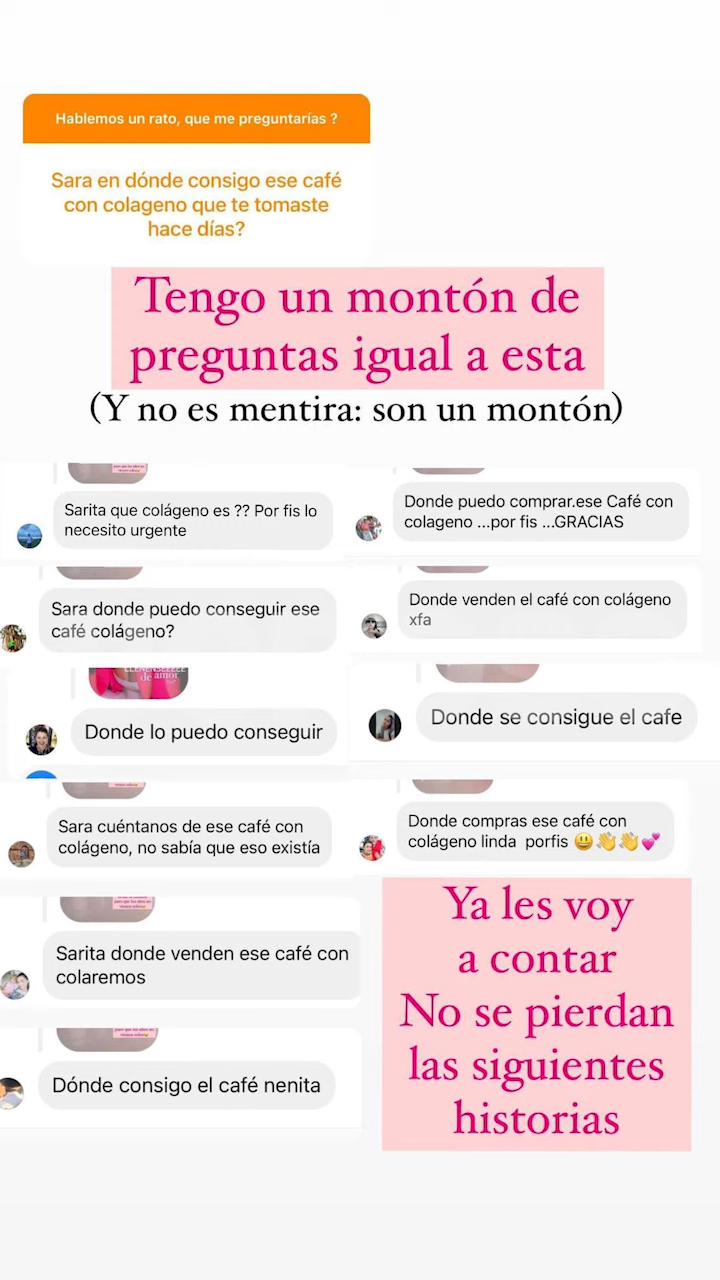 Hablemos un rato, que me preguntarías ?
Sara en dónde consigo ese café
con colageno que te tomaste
hace días?
Tengo un montón de
preguntas igual a esta
(Y no es mentira: son un montón)
Sarita que colágeno es ?? Por fis lo
necesito urgente
Donde puedo comprar.ese Café con
colageno ...por fis ...GRACIAS
Sara donde puedo conseguir ese
café colágeno?
Donde venden el café con colágeno
xfa
de amor
Donde lo puedo conseguir
Donde se consigue el cafe
Sara cuéntanos de ese café con
colágeno, no sabía que eso existía
Donde compras ese café con
colágeno linda porfis 😃👋👋💕
Sarita donde venden ese café con
colaremos
Dónde consigo el café nenita
Ya les voy
a contar
No se pierdan
las siguientes
historias